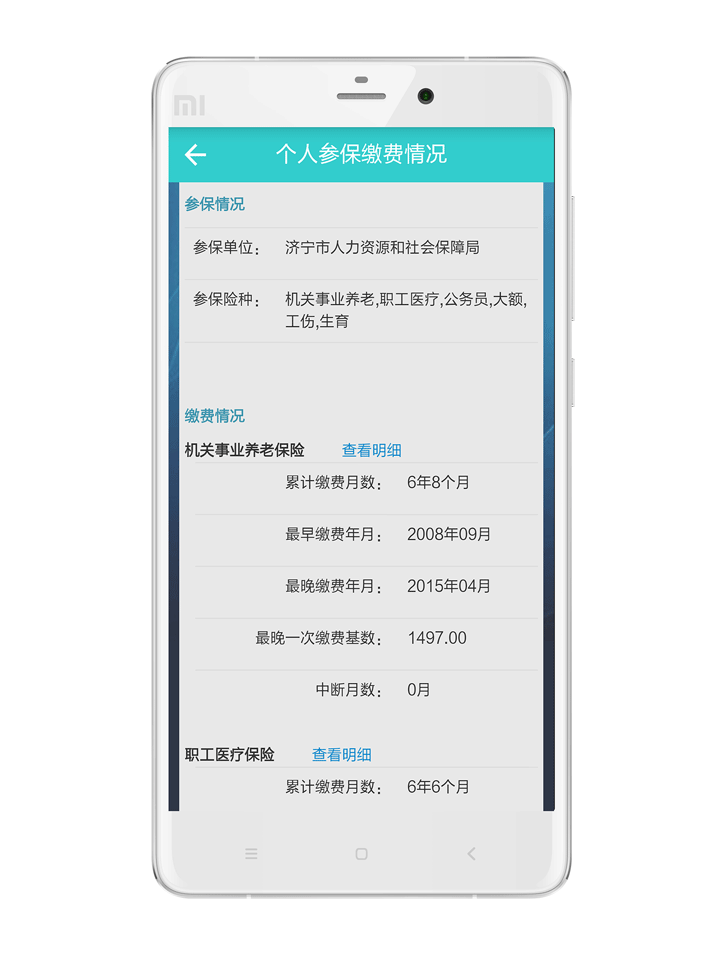 mi
个人参保缴费情况
参保情况
参保单位： 济宁市人力资源和社会保障局
参保险种： 机关事业养老,职工医疗,公务员,大额,
工伤,生育
缴费情况
机关事业养老保险 查看明细
累计缴费月数： 6年8个月
最早缴费年月： 2008年09月
最晚缴费年月： 2015年04月
最晚一次缴费基数： 1497.00
中断月数： 0月
职工医疗保险 查看明细
累计缴费月数： 6年6个月